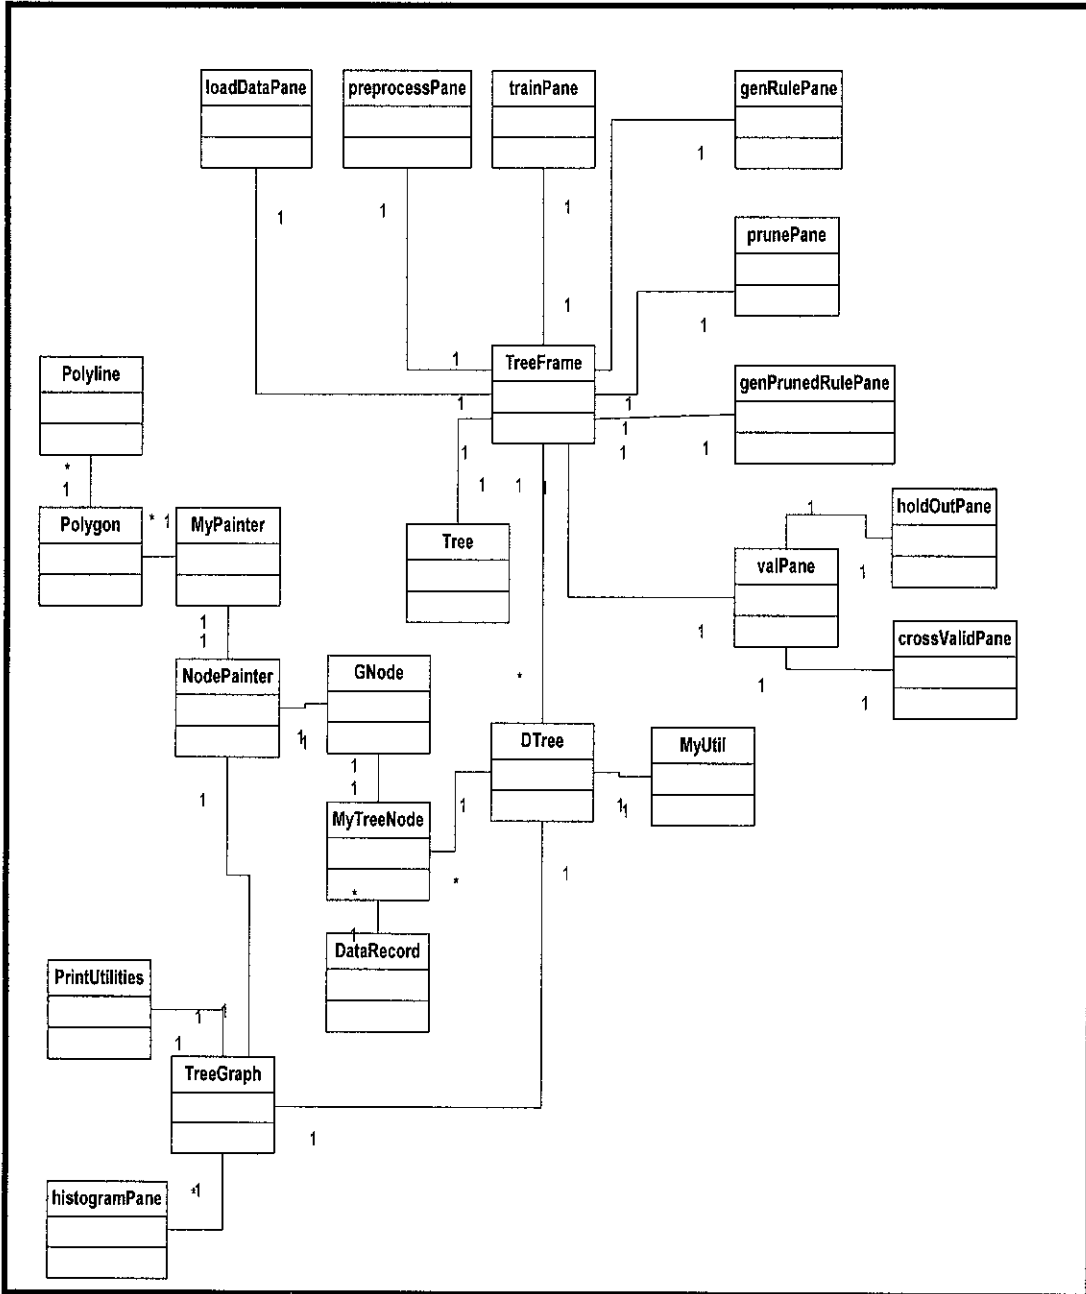 loadDataPane preprocessPane trainPane genRulePane
1
1 1 1
prunePane
1 1
Polyline 1 TreeFrame genPrunedRulePane
1 1
1 1
1 1
*
1 1 1
Polygon * 1 MyPainter holdOutPane
1
Tree valPane
1
1
1 1
NodePainter GNode crossValidPane
* 1 1
DTree MyUtil
1 1
1
1
1 MyTreeNode 1 1 1
* * 1
1
DataRecord
PrintUtilities
1 1
1
TreeGraph
1
histogramPane * 1